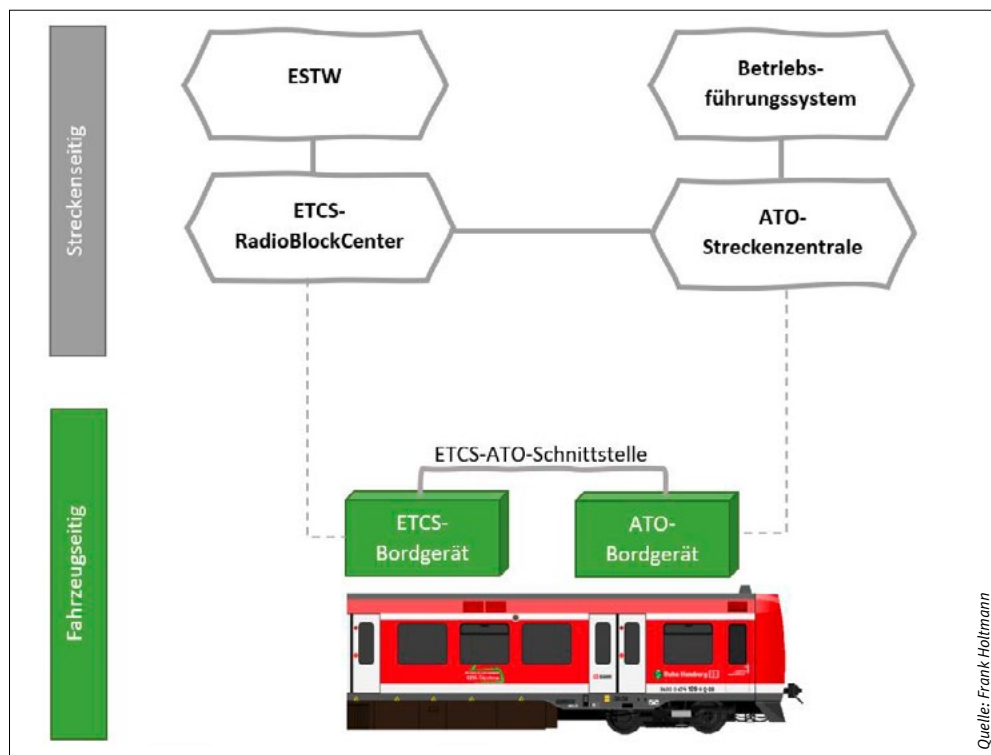 Streckenseitig
ESTW
Betriebs-
führungssystem
ETCS-
RadioBlockCenter
ATO-
Streckenzentrale
Fahrzeugseitig
ETCS-ATO-Schnittstelle
ETCS-
Bordgerät
ATO-
Bordgerät
Quelle: Frank Holtmann